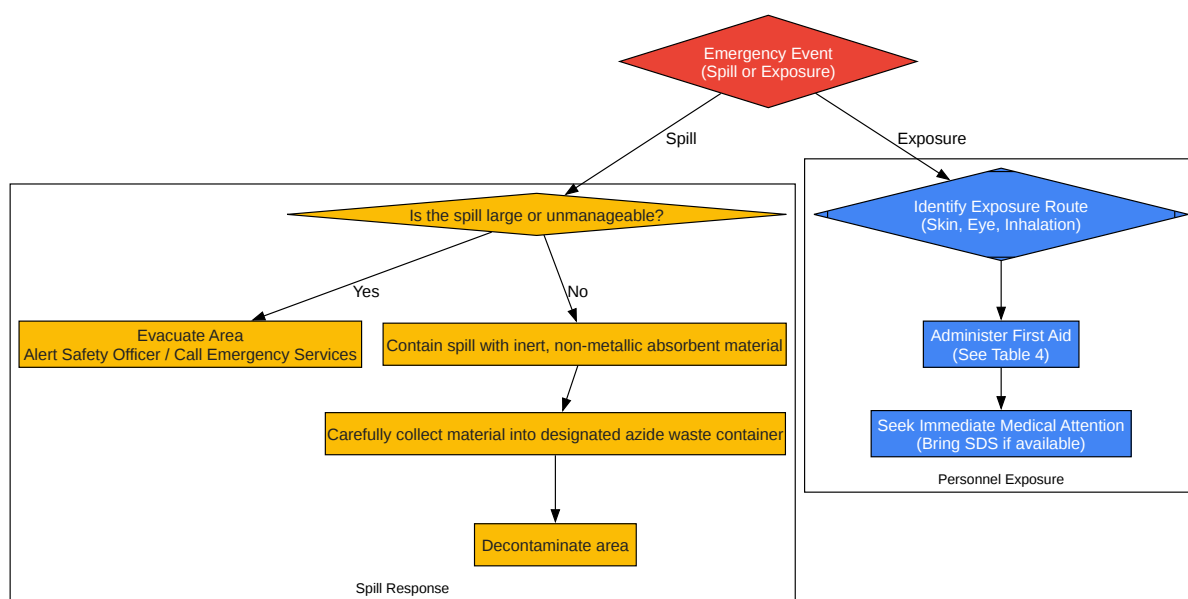 Emergency Event
(Spill or Exposure)
Spill
Exposure
Is the spill large or unmanageable?
Yes
No
Evacuate Area
Alert Safety Officer / Call Emergency Services
Contain spill with inert, non-metallic absorbent material
Carefully collect material into designated azide waste container
Decontaminate area
Spill Response
Identify Exposure Route
(Skin, Eye, Inhalation)
Administer First Aid
(See Table 4)
Seek Immediate Medical Attention
(Bring SDS if available)
Personnel Exposure